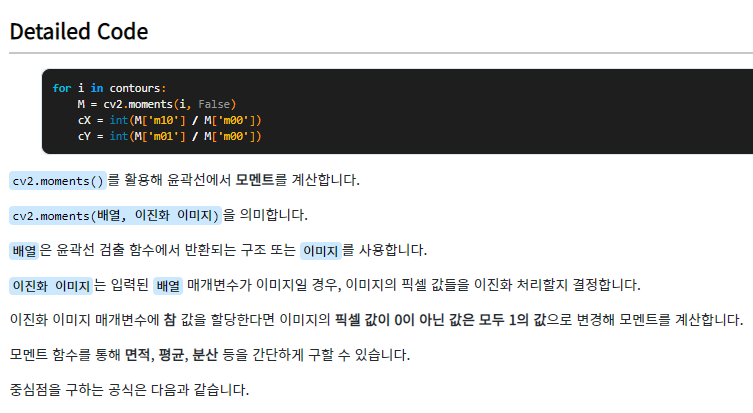 Detailed Code
for i in contours:
    M = cv2.moments(i, False)
    cX = int(M['m10'] / M['m00'])
    cY = int(M['m01'] / M['m00'])
cv2.moments()를 활용해 윤곽선에서 모멘트를 계산합니다.
cv2.moments(배열, 이진화 이미지)을 의미합니다.
배열은 윤곽선 검출 함수에서 반환되는 구조 또는 이미지를 사용합니다.
이진화 이미지는 입력된 배열 매개변수가 이미지일 경우, 이미지의 픽셀 값들을 이진화 처리할지 결정합니다.
이진화 이미지 매개변수에 참 값을 할당한다면 이미지의 픽셀 값이 0이 아닌 값은 모두 1의 값으로 변경해 모멘트를 계산합니다.
모멘트 함수를 통해 면적, 평균, 분산 등을 간단하게 구할 수 있습니다.
중심점을 구하는 공식은 다음과 같습니다.